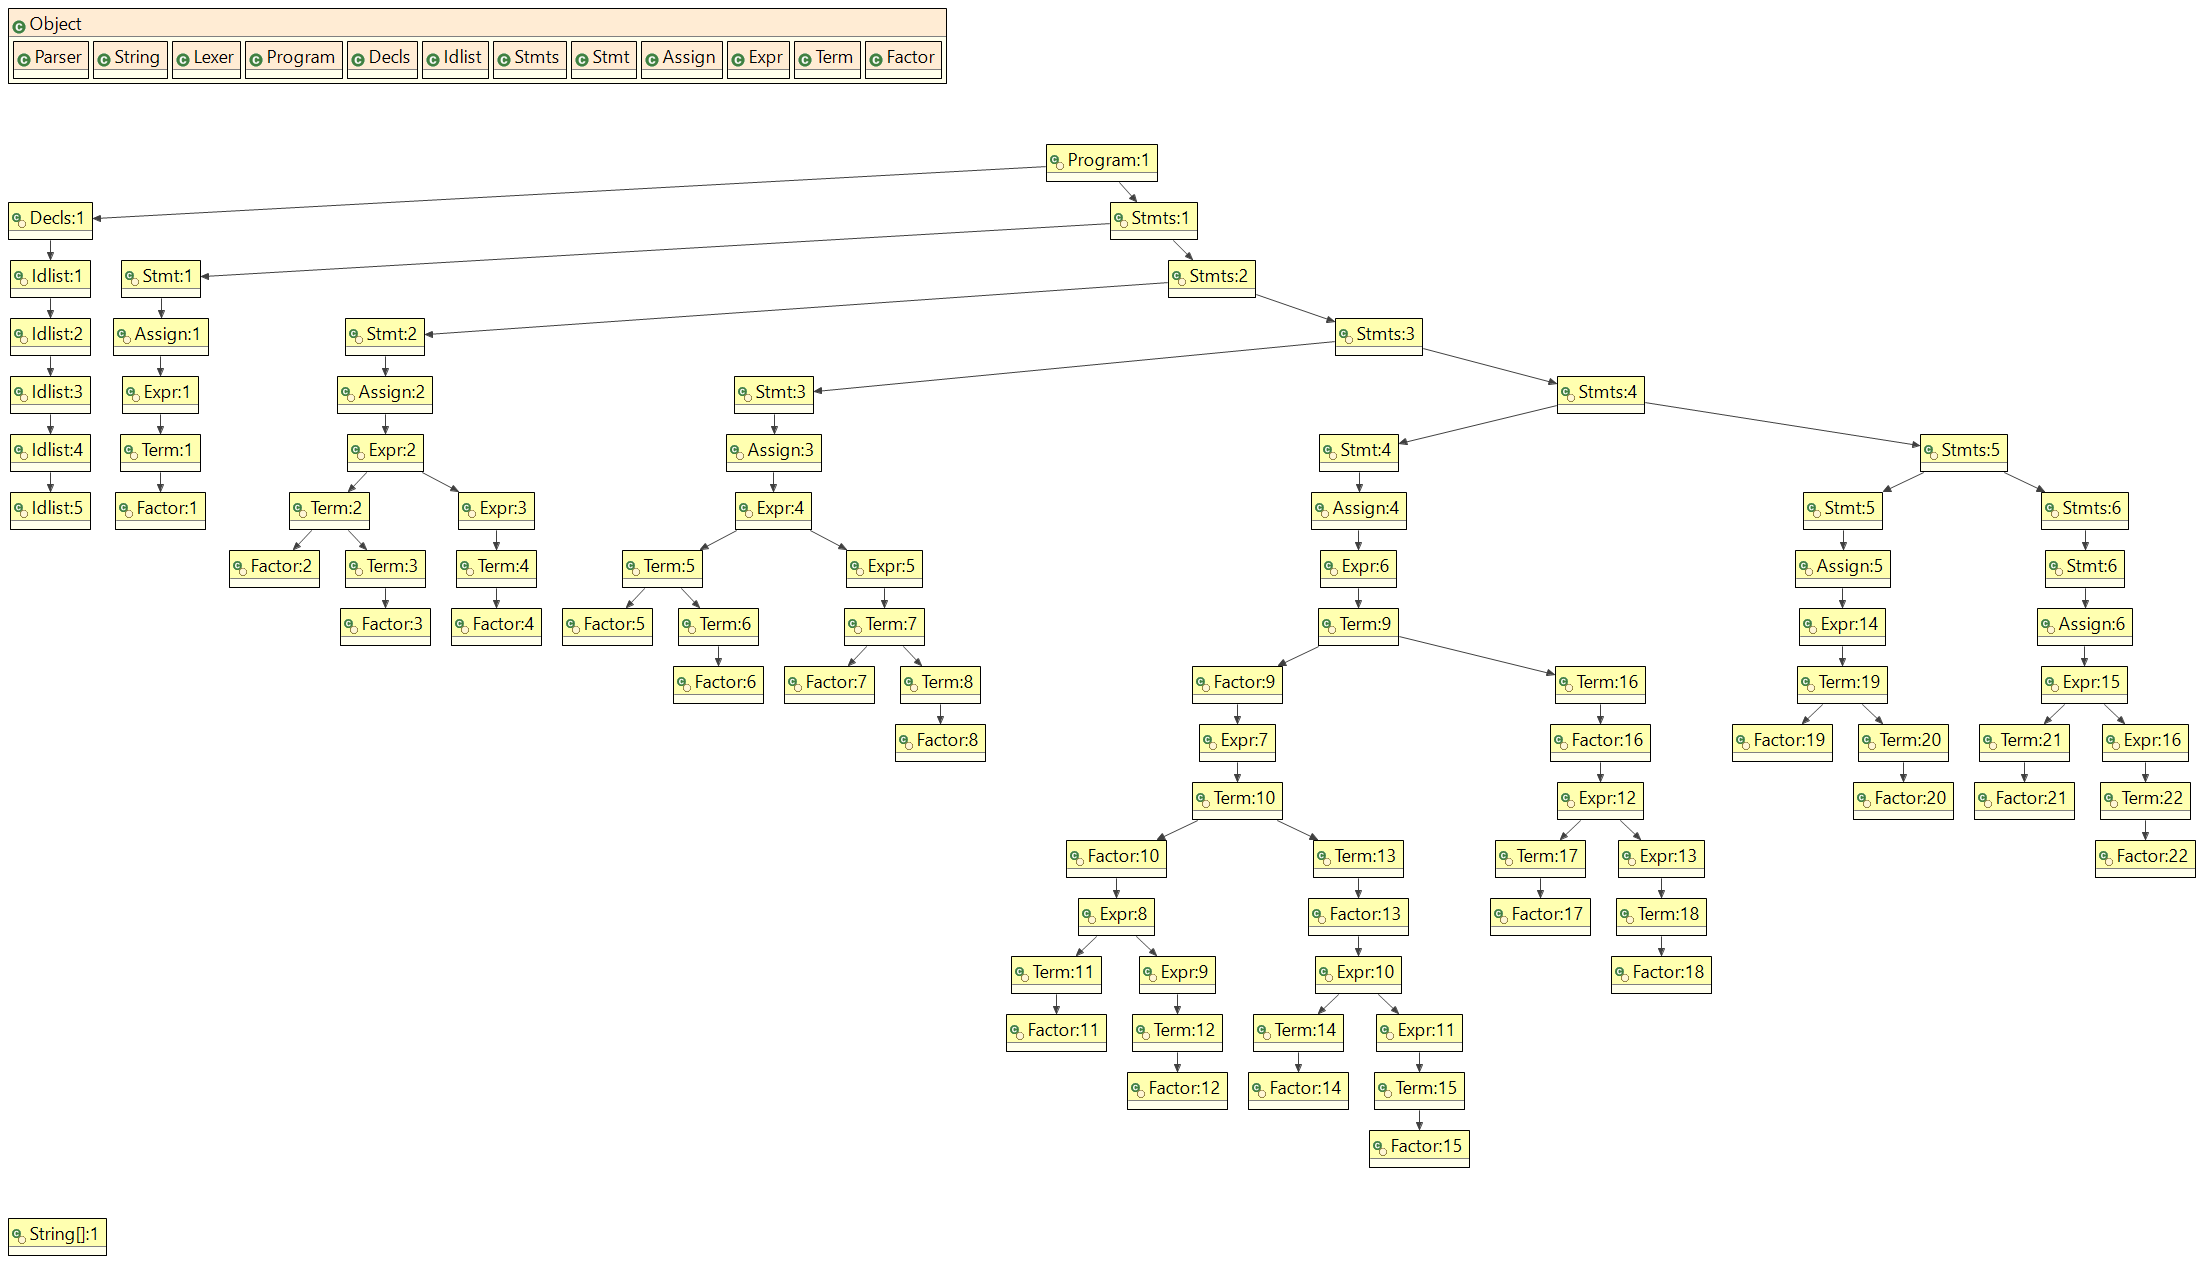 Object
Parser String Lexer Program Decls Idlist Stmts Stmt Assign Expr Term Factor
Program:1
Decls:1 Stmts:1
Idlist:1 Stmt:1 Stmts:2
Idlist:2 Assign:1 Stmt:2 Stmts:3
Idlist:3 Expr:1 Assign:2 Stmt:3 Stmts:4
Idlist:4 Term:1 Expr:2 Assign:3 Stmt:4 Stmts:5
Idlist:5 Factor:1 Term:2 Expr:3 Expr:4 Assign:4 Stmt:5 Stmts:6
Factor:2 Term:3 Term:4 Term:5 Expr:5 Expr:6 Assign:5 Stmt:6
Factor:3 Factor:4 Factor:5 Term:6 Term:7 Term:9 Expr:14 Assign:6
Factor:6 Factor:7 Term:8 Factor:9 Term:16 Term:19 Expr:15
Factor:8 Expr:7 Factor:16 Factor:19 Term:20 Term:21 Expr:16
Term:10 Expr:12 Factor:20 Factor:21 Term:22
Factor:10 Term:13 Term:17 Expr:13 Factor:22
Expr:8 Factor:13 Factor:17 Term:18
Term:11 Expr:9 Expr:10 Factor:18
Factor:11 Term:12 Term:14 Expr:11
Factor:12 Factor:14 Term:15
Factor:15
String[]:1